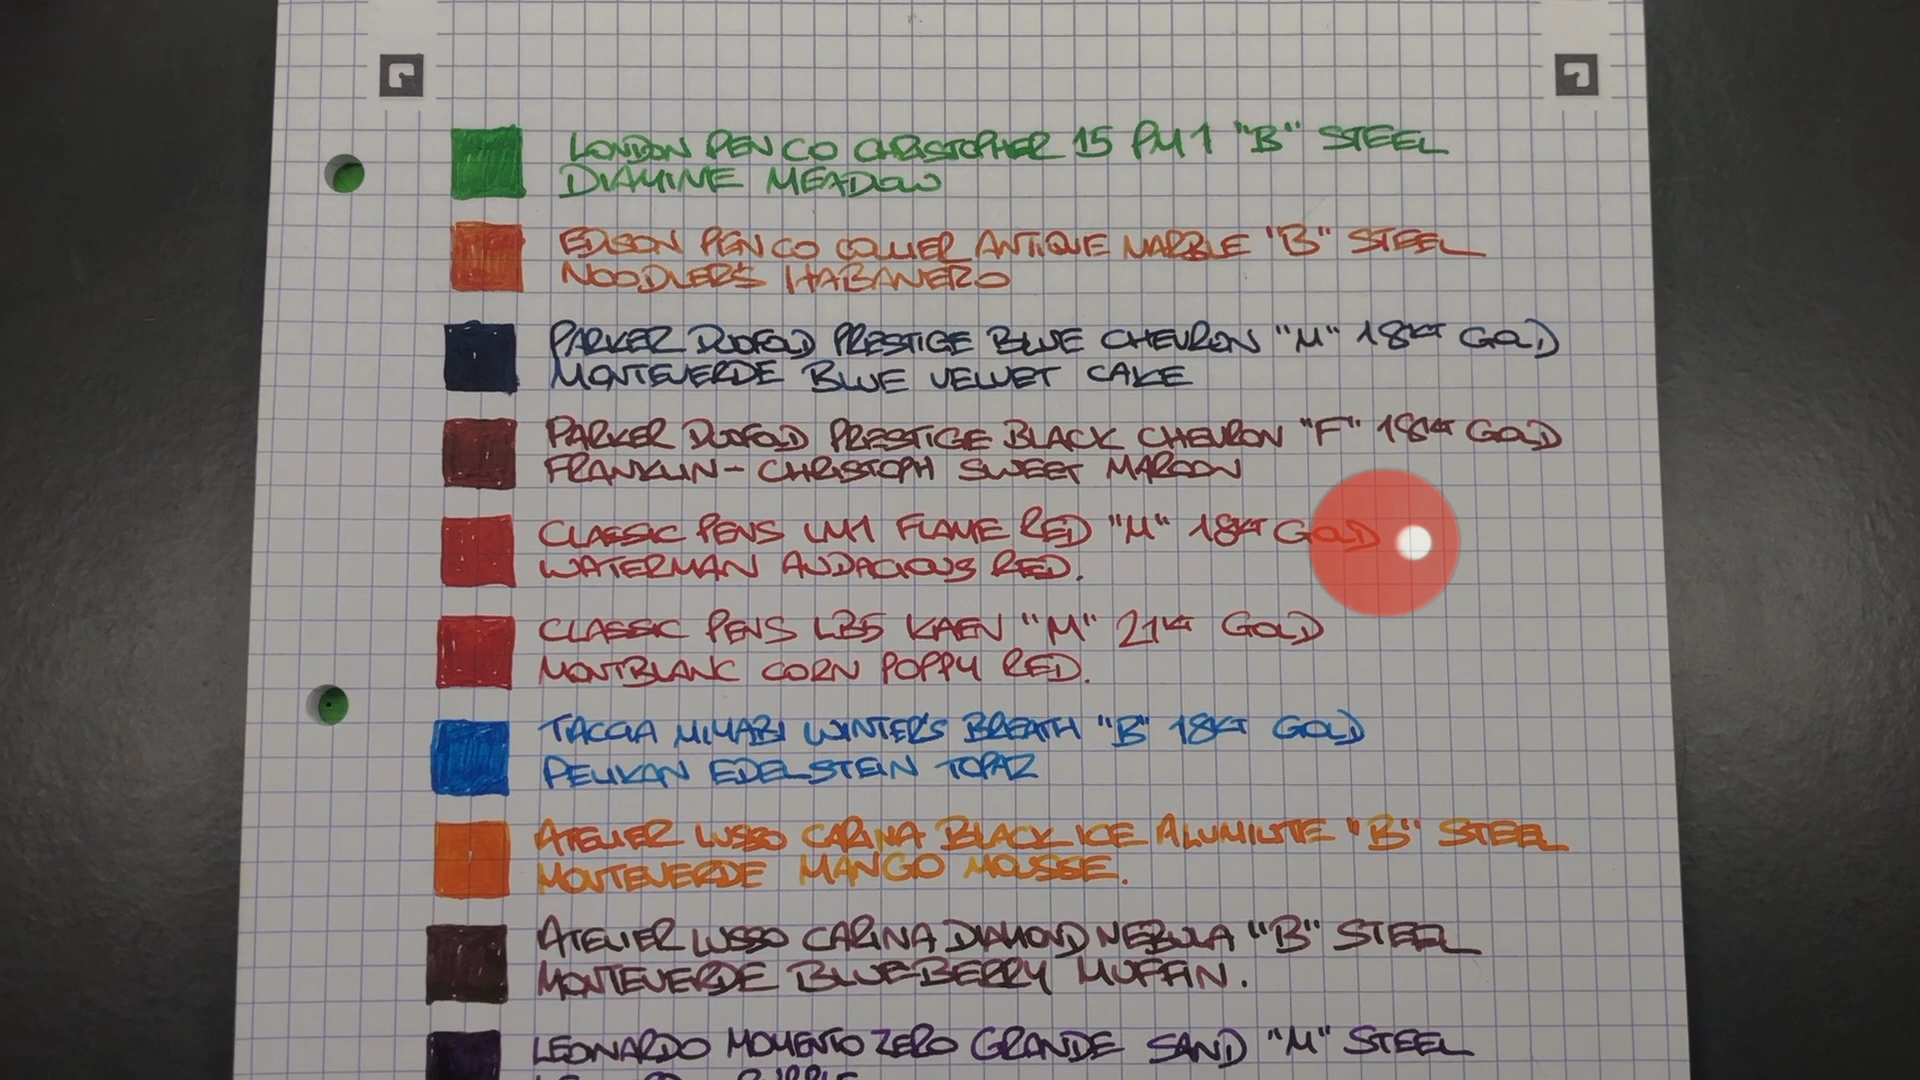 LONDON PEN CO CHRISTOPHER 15 PM1 "B" STEEL
DIAMINE MEADOW
EDISON PEN CO COLLIER ANTIQUE MARBLE "B" STEEL
NOODLER'S HABANERO
PARKER DUOFOLD PRESTIGE BLUE CHEVRON "M" 18KT GOLD
MONTEVERDE BLUE VELVET CAKE
PARKER DUOFOLD PRESTIGE BLACK CHEVRON "F" 18KT GOLD
FRANKLIN-CHRISTOPH SWEET MAROON
CLASSIC PENS LM1 FLAME RED "M" 18KT GOLD
WATERMAN AUDACIOUS RED.
CLASSIC PENS LB5 KAEN "M" 21KT GOLD
MONTBLANC CORN POPPY RED.
TACCIA MIYABI WINTER'S BREATH "B" 18KT GOLD
PELIKAN EDELSTEIN TOPAZ
ATELIER LUSSO CARINA BLACK ICE ALUMILITE "B" STEEL
MONTEVERDE MANGO MOUSSE.
ATELIER LUSSO CARINA DIAMOND NEBULA "B" STEEL
MONTEVERDE BLUEBERRY MUFFIN.
LEONARDO MOMENTO ZERO GRANDE SAND "M" STEEL